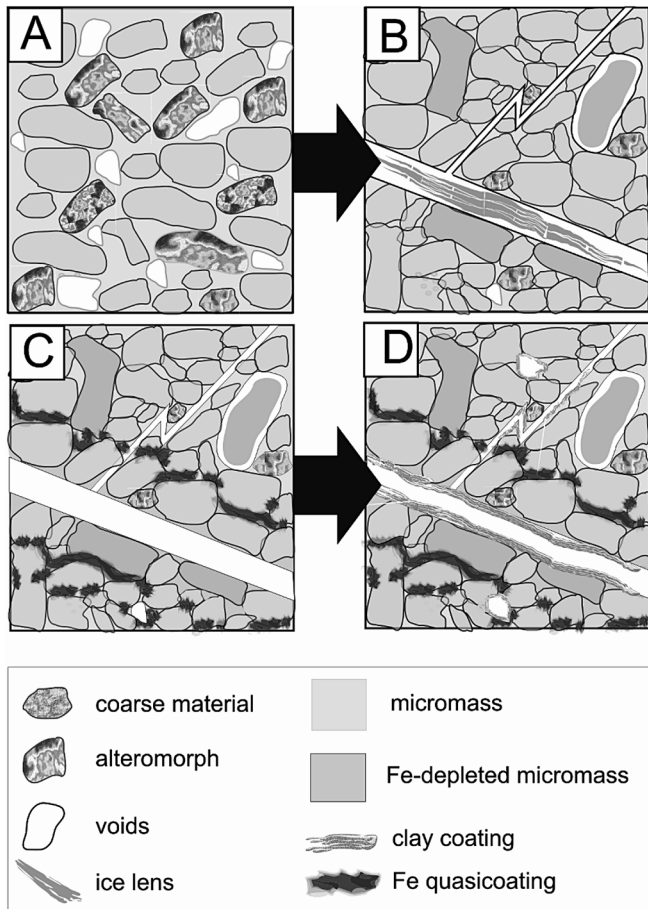 A
B
C
D
coarse material
alteromorph
voids
ice lens
micromass
Fe-depleted micromass
clay coating
Fe quasicoating